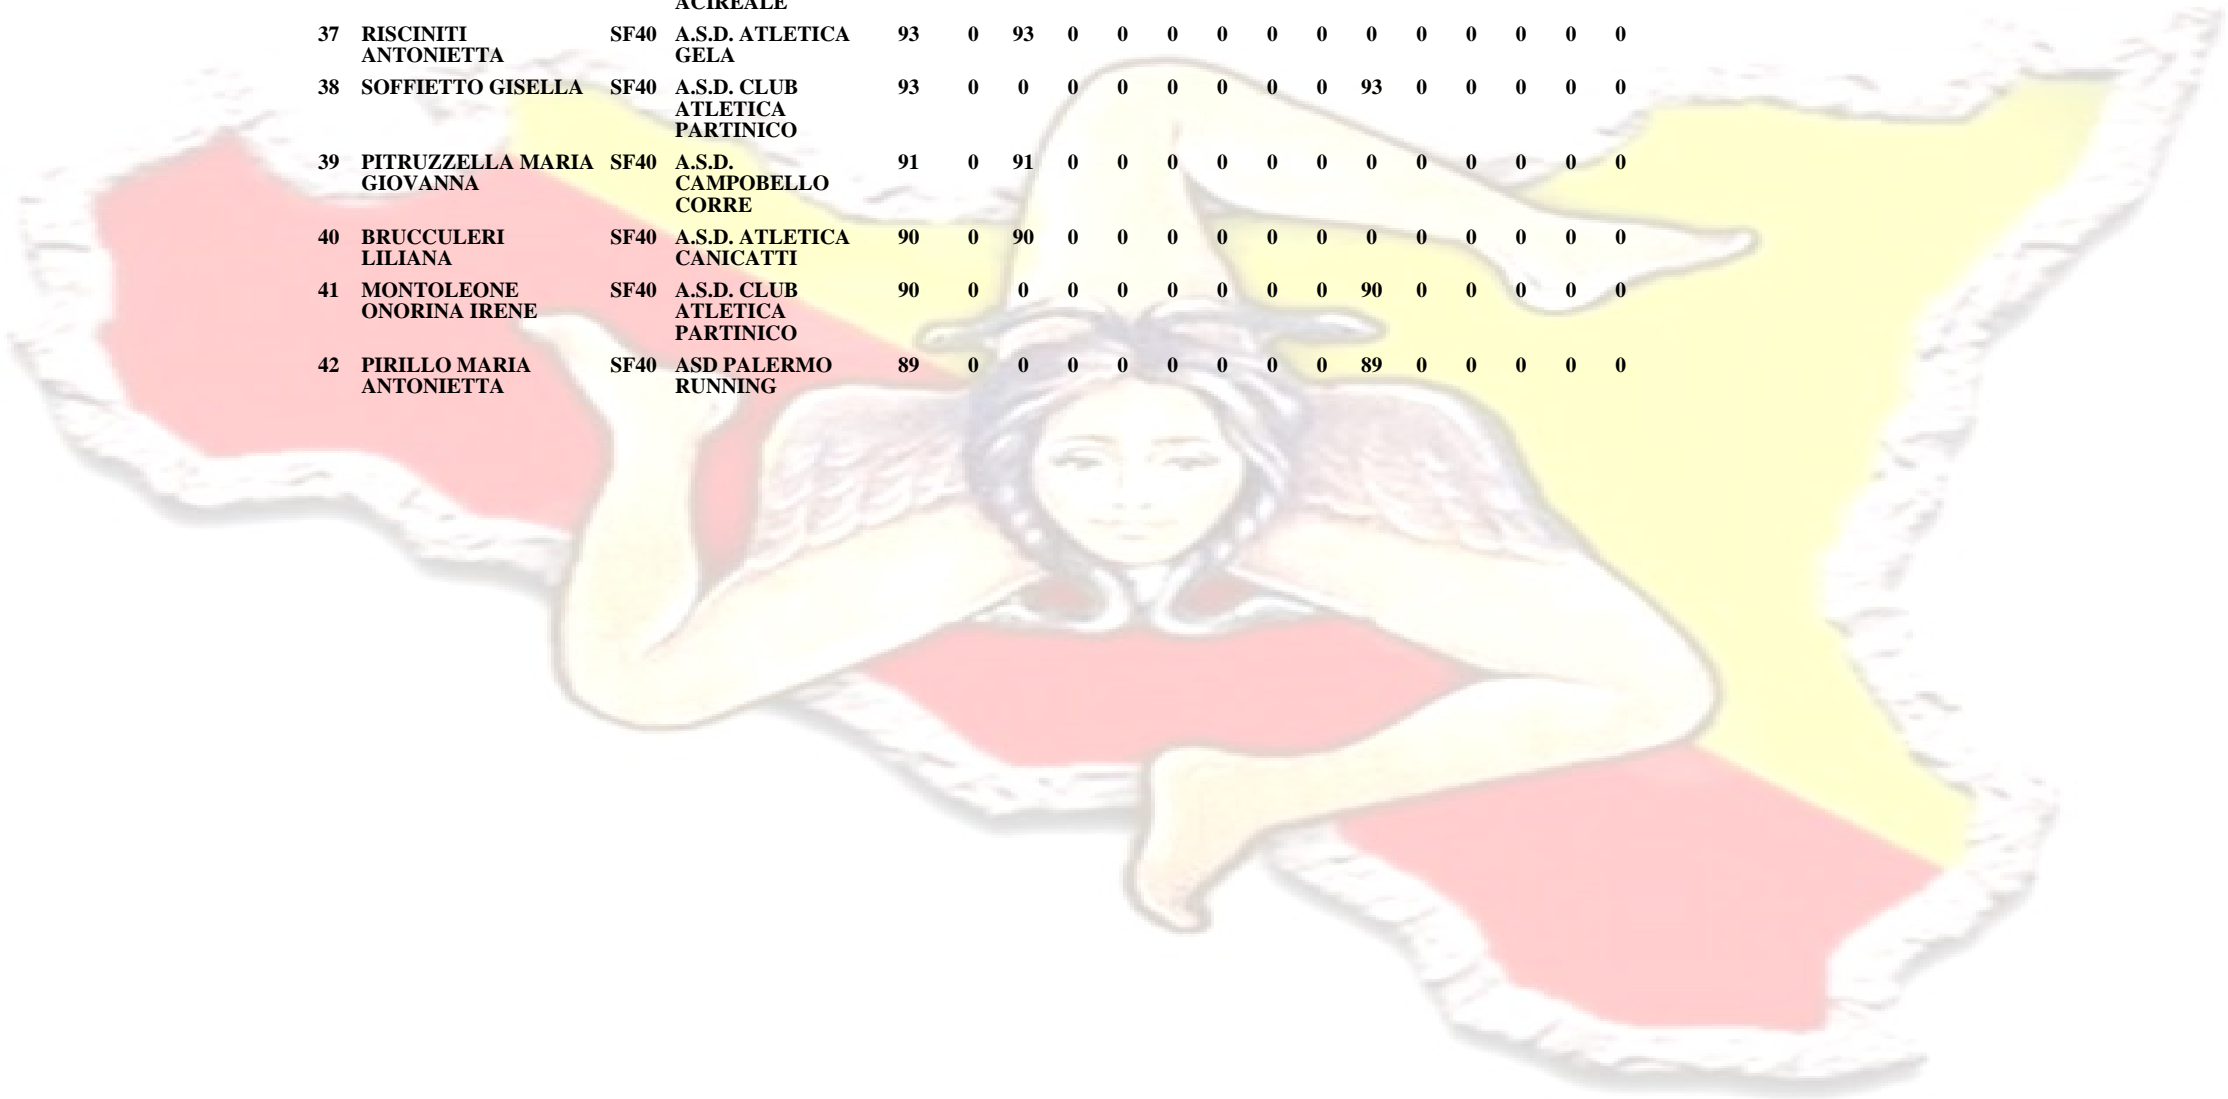 ACIREALE
37 RISCINITI SF40 A.S.D. ATLETICA 93 0 93 0 0 0 0 0 0 0 0 0 0 0 0
ANTONIETTA GELA
38 SOFFIETTO GISELLA SF40 A.S.D. CLUB 93 0 0 0 0 0 0 0 0 93 0 0 0 0 0
ATLETICA
PARTINICO
39 PITRUZZELLA MARIA SF40 A.S.D. 91 0 91 0 0 0 0 0 0 0 0 0 0 0 0
GIOVANNA CAMPOBELLO
CORRE
40 BRUCCULERI SF40 A.S.D. ATLETICA 90 0 90 0 0 0 0 0 0 0 0 0 0 0 0
LILIANA CANICATTI
41 MONTOLEONE SF40 A.S.D. CLUB 90 0 0 0 0 0 0 0 0 90 0 0 0 0 0
ONORINA IRENE ATLETICA
PARTINICO
42 PIRILLO MARIA SF40 ASD PALERMO 89 0 0 0 0 0 0 0 0 89 0 0 0 0 0
ANTONIETTA RUNNING